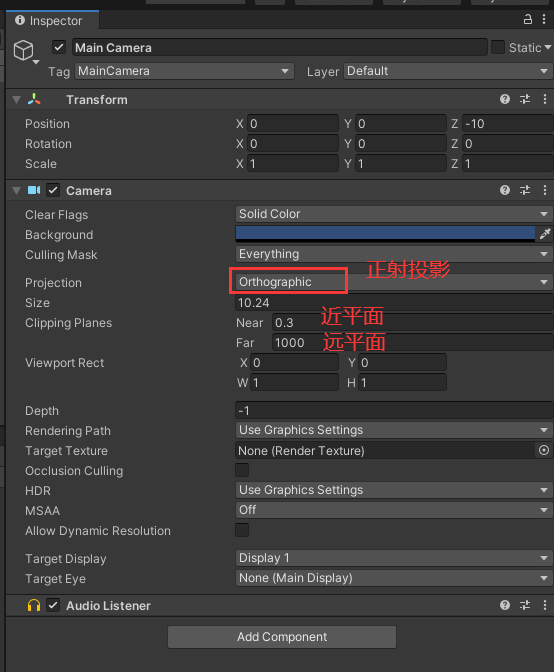 Inspector
Main Camera
Static
Tag MainCamera Layer Default
Transform
Position X 0 Y 0 Z -10
Rotation X 0 Y 0 Z 0
Scale X 1 Y 1 Z 1
Camera
Clear Flags Solid Color
Background
Culling Mask Everything
正射投影
Projection Orthographic
Size 10.24
Clipping Planes Near 0.3 近平面
Far 1000 远平面
Viewport Rect X 0 Y 0
W 1 H 1
Depth -1
Rendering Path Use Graphics Settings
Target Texture None (Render Texture)
Occlusion Culling
HDR Use Graphics Settings
MSAA Off
Allow Dynamic Resolution
Target Display Display 1
Target Eye None (Main Display)
Audio Listener
Add Component